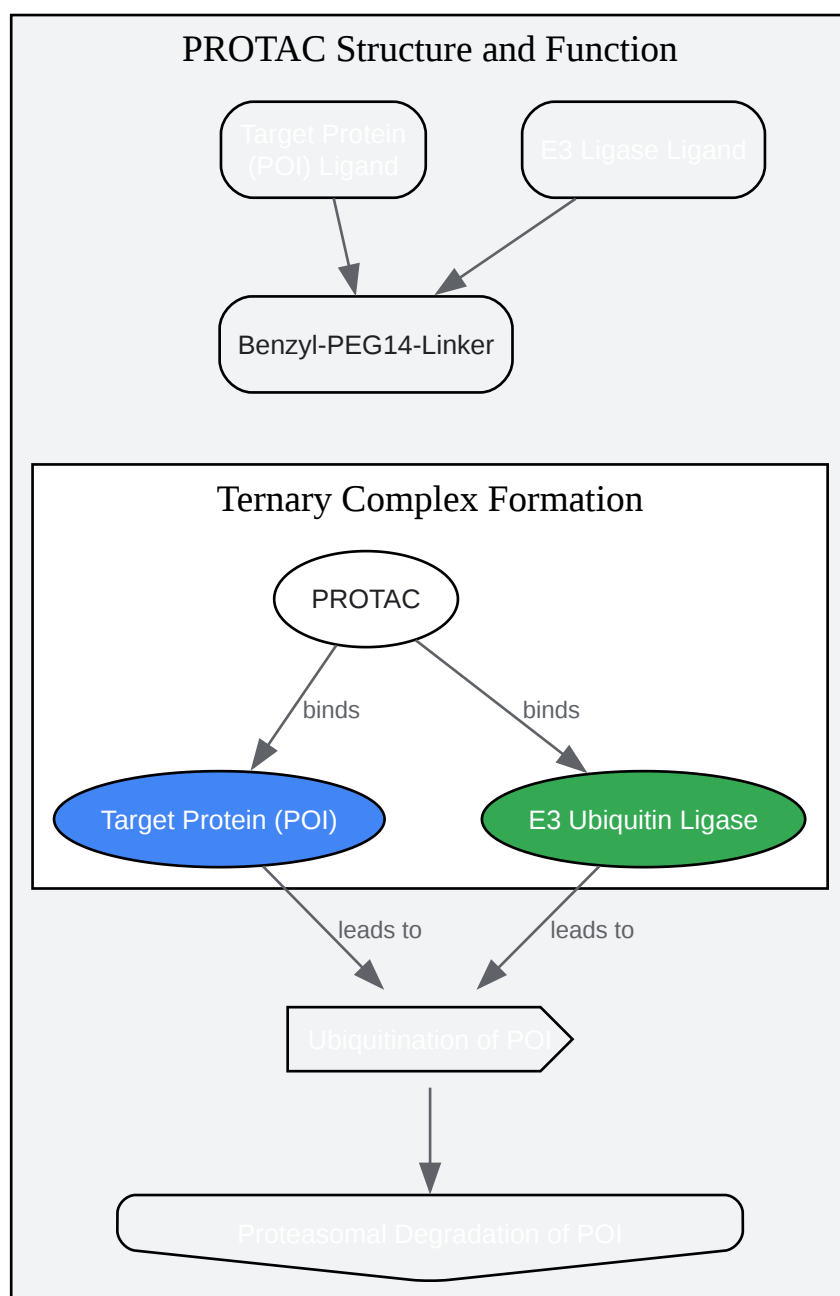 PROTAC Structure and Function
Target Protein
(POI) Ligand
E3 Ligase Ligand
Benzyl-PEG14-Linker
Ternary Complex Formation
PROTAC
binds
binds
Target Protein (POI)
E3 Ubiquitin Ligase
leads to
leads to
Ubiquitination of POI
Proteasomal Degradation of POI